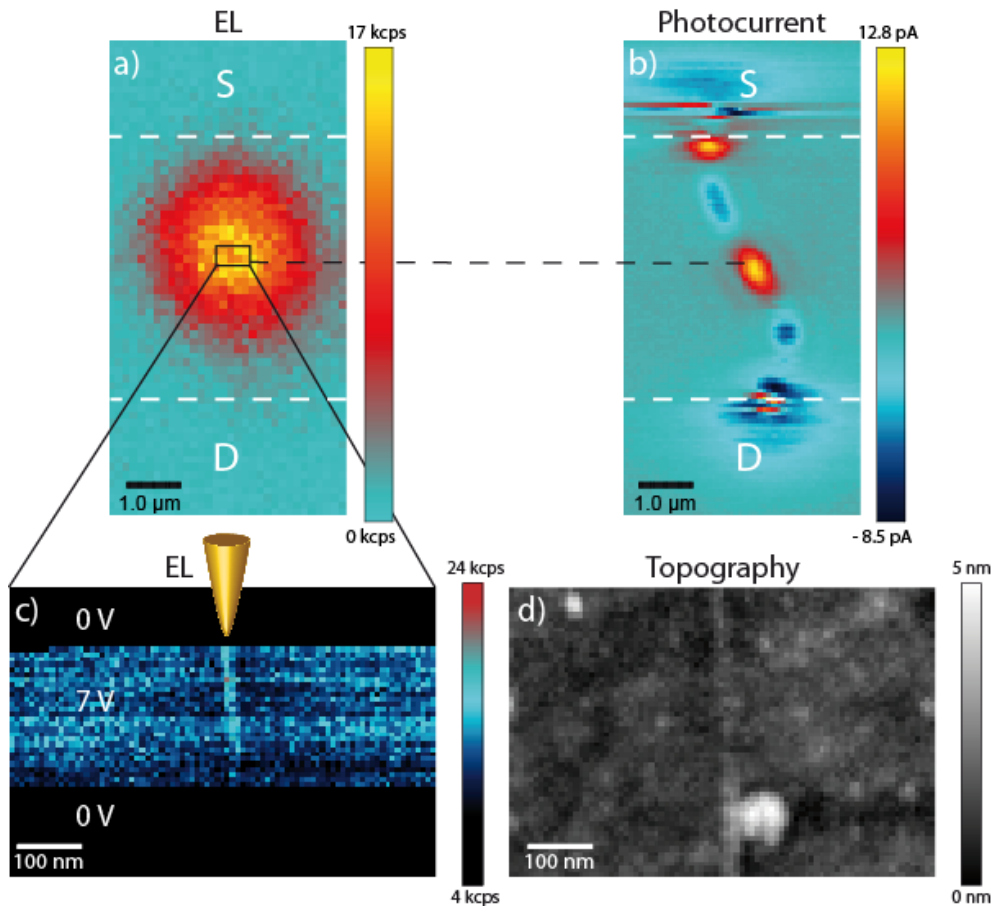 EL
17 kcps
a)
S
D
1.0 µm
0 kcps
Photocurrent
12.8 pA
b)
S
D
1.0 µm
- 8.5 pA
EL
24 kcps
c)
0 V
7 V
0 V
100 nm
4 kcps
Topography
5 nm
d)
100 nm
0 nm